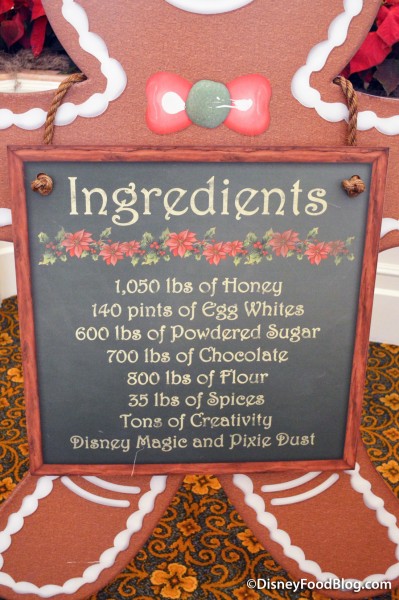 Ingredients
1,050 lbs of Honey
140 pints of Egg Whites
600 lbs of Powdered Sugar
700 lbs of Chocolate
800 lbs of Flour
35 lbs of Spices
Tons of Creativity
Disney Magic and Pixie Dust
©DisneyFoodBlog.com